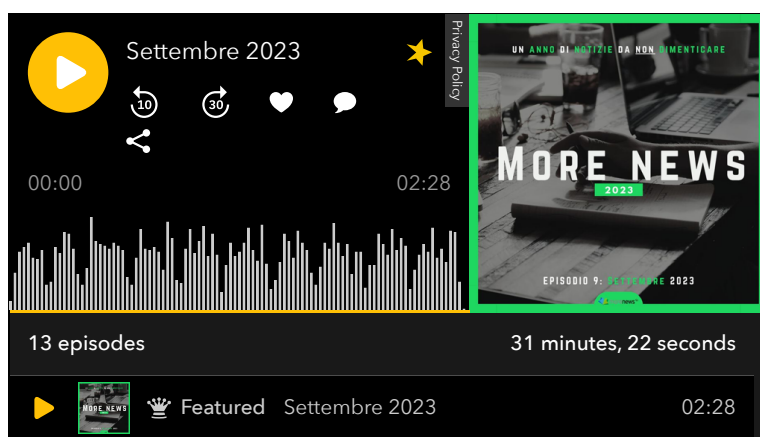 Settembre 2023
Privacy Policy
10
30
00:00
02:28
UN ANNO DI NOTIZIE DA NON DIMENTICARE
MORE NEWS
2023
EPISODIO 9: SETTEMBRE 2023
news
13 episodes
31 minutes, 22 seconds
MORE NEWS
Featured Settembre 2023
02:28